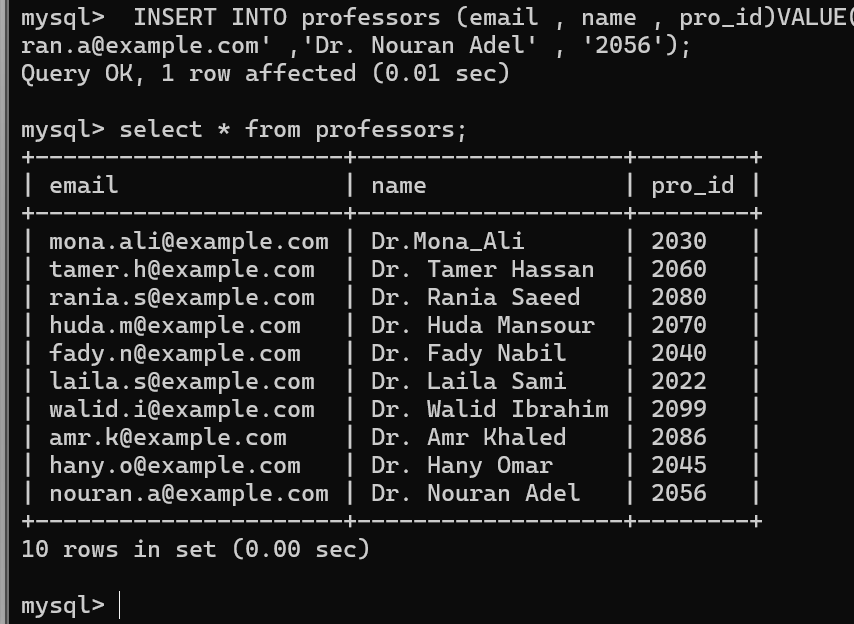 mysql>  INSERT INTO professors (email , name , pro_id)VALUE(
ran.a@example.com' ,'Dr. Nouran Adel' , '2056');
Query OK, 1 row affected (0.01 sec)
mysql> select * from professors;
+----------------------+-------------------+--------+
| email                | name              | pro_id |
+----------------------+-------------------+--------+
| mona.ali@example.com | Dr.Mona_Ali       | 2030   |
| tamer.h@example.com  | Dr. Tamer Hassan  | 2060   |
| rania.s@example.com  | Dr. Rania Saeed   | 2080   |
| huda.m@example.com   | Dr. Huda Mansour  | 2070   |
| fady.n@example.com   | Dr. Fady Nabil    | 2040   |
| laila.s@example.com  | Dr. Laila Sami    | 2022   |
| walid.i@example.com  | Dr. Walid Ibrahim | 2099   |
| amr.k@example.com    | Dr. Amr Khaled    | 2086   |
| hany.o@example.com   | Dr. Hany Omar     | 2045   |
| nouran.a@example.com | Dr. Nouran Adel   | 2056   |
+----------------------+-------------------+--------+
10 rows in set (0.00 sec)
mysql>